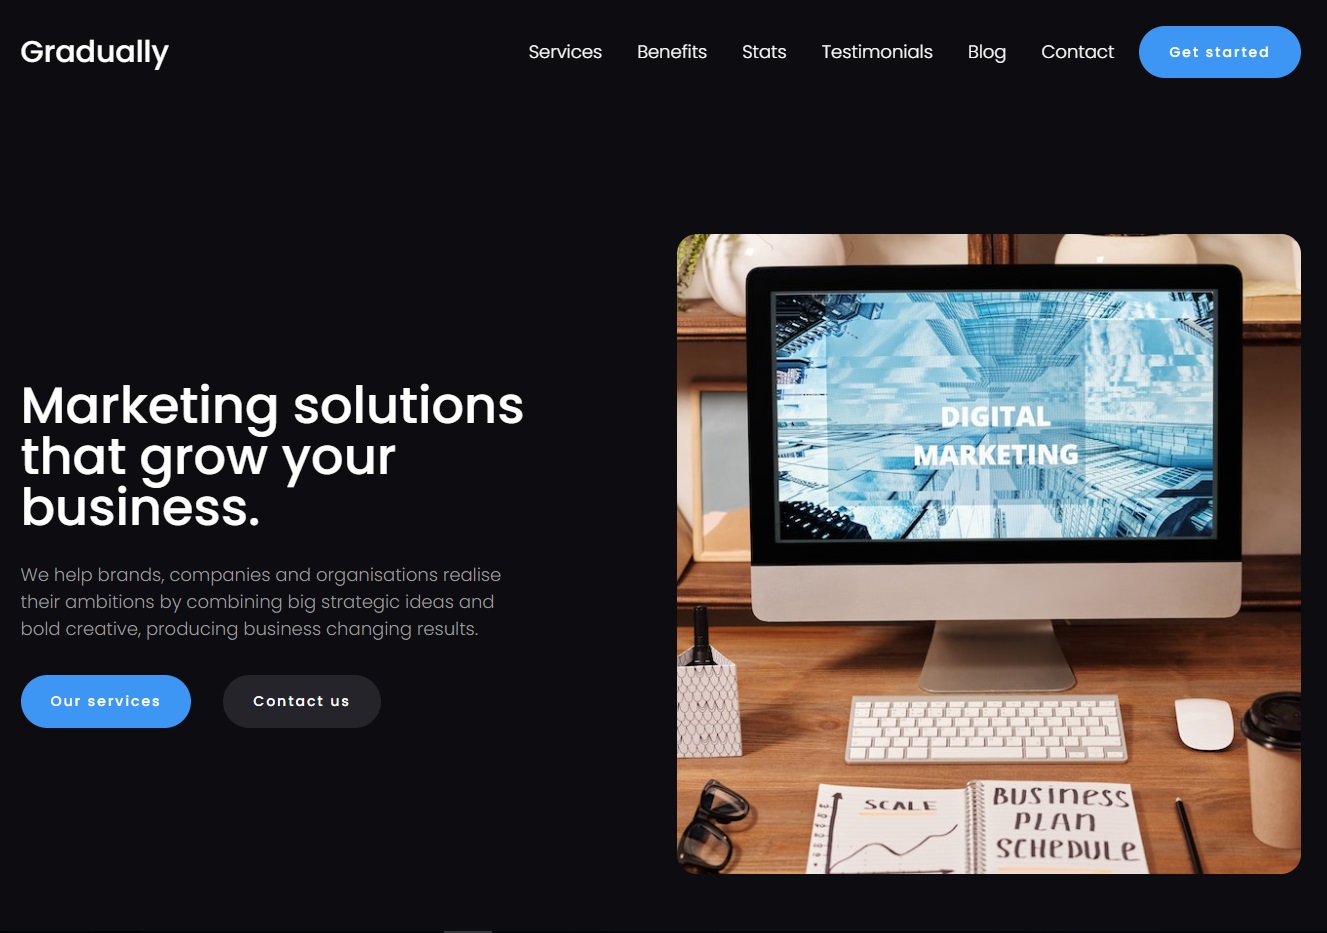 Gradually
Services Benefits Stats Testimonials Blog Contact Get started
Marketing solutions
that grow your
business.
We help brands, companies and organisations realise
their ambitions by combining big strategic ideas and
bold creative, producing business changing results.
Our services Contact us
DIGITAL
MARKETING
SCALE
BUSINESS
PLAN
SCHEDULE